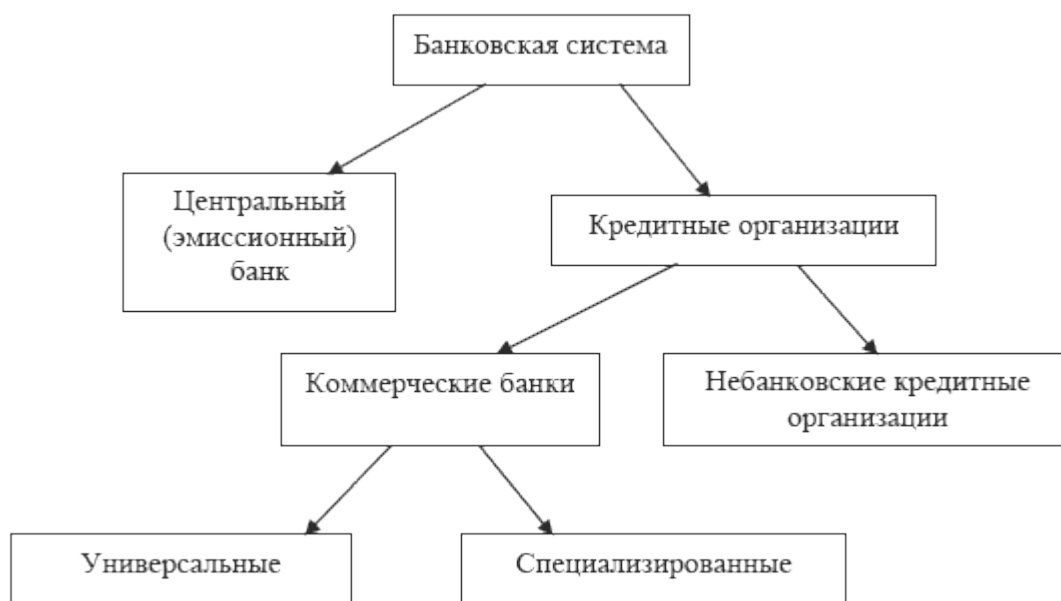 Банковская система
Центральный
(эмиссионный)
банк
Кредитные организации
Коммерческие банки
Небанковские кредитные
организации
Универсальные
Специализированные